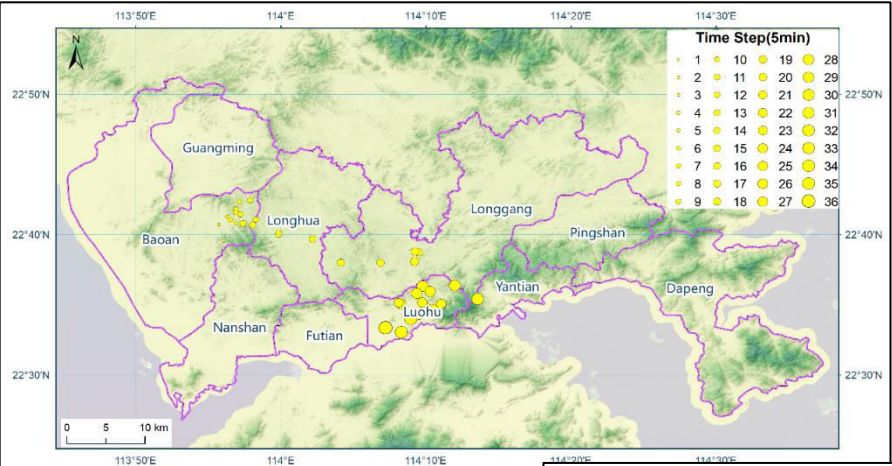 113°50'E 114°E 114°10'E 114°20'E 114°30'E
N
Time Step(5min)
1 10 19 28
2 11 20 29
3 12 21 30
4 13 22 31
5 14 23 32
6 15 24 33
7 16 25 34
8 17 26 35
9 18 27 36
22°50'N 22°50'N
Guangming
Longhua Longgang
Baoan Pingshan
22°40'N 22°40'N
Yantian Dapeng
Luohu
Nanshan Futian
22°30'N 22°30'N
0 5 10 km
113°50'E 114°E 114°10'E 114°20'E 114°30'E